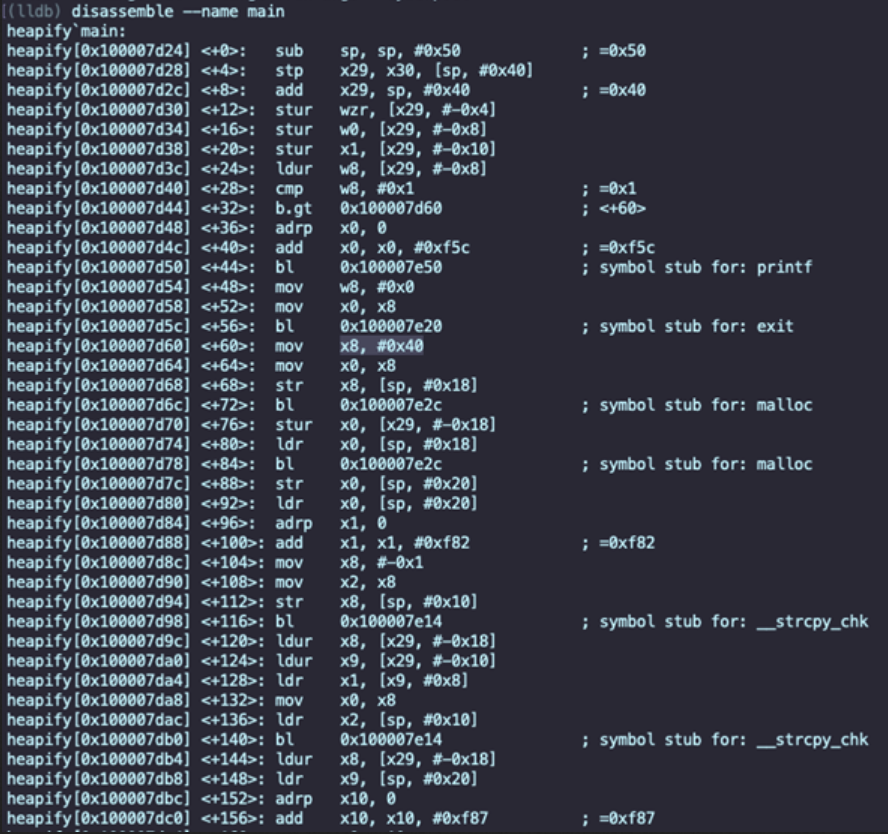 (lldb) disassemble --name main
heapify`main:
heapify[0x100007d24] <+0>: sub sp, sp, #0x50 ; =0x50
heapify[0x100007d28] <+4>: stp x29, x30, [sp, #0x40]
heapify[0x100007d2c] <+8>: add x29, sp, #0x40 ; =0x40
heapify[0x100007d30] <+12>: stur wzr, [x29, #-0x4]
heapify[0x100007d34] <+16>: stur w0, [x29, #-0x8]
heapify[0x100007d38] <+20>: stur x1, [x29, #-0x10]
heapify[0x100007d3c] <+24>: ldur w8, [x29, #-0x8]
heapify[0x100007d40] <+28>: cmp w8, #0x1 ; =0x1
heapify[0x100007d44] <+32>: b.gt 0x100007d60 ; <+60>
heapify[0x100007d48] <+36>: adrp x0, 0
heapify[0x100007d4c] <+40>: add x0, x0, #0xf5c ; =0xf5c
heapify[0x100007d50] <+44>: bl 0x100007e50 ; symbol stub for: printf
heapify[0x100007d54] <+48>: mov w8, #0x0
heapify[0x100007d58] <+52>: mov x0, x8
heapify[0x100007d5c] <+56>: bl 0x100007e20 ; symbol stub for: exit
heapify[0x100007d60] <+60>: mov x8, #0x40
heapify[0x100007d64] <+64>: mov x0, x8
heapify[0x100007d68] <+68>: str x8, [sp, #0x18]
heapify[0x100007d6c] <+72>: bl 0x100007e2c ; symbol stub for: malloc
heapify[0x100007d70] <+76>: stur x0, [x29, #-0x18]
heapify[0x100007d74] <+80>: ldr x0, [sp, #0x18]
heapify[0x100007d78] <+84>: bl 0x100007e2c ; symbol stub for: malloc
heapify[0x100007d7c] <+88>: str x0, [sp, #0x20]
heapify[0x100007d80] <+92>: ldr x0, [sp, #0x20]
heapify[0x100007d84] <+96>: adrp x1, 0
heapify[0x100007d88] <+100>: add x1, x1, #0xf82 ; =0xf82
heapify[0x100007d8c] <+104>: mov x8, #-0x1
heapify[0x100007d90] <+108>: mov x2, x8
heapify[0x100007d94] <+112>: str x8, [sp, #0x10]
heapify[0x100007d98] <+116>: bl 0x100007e14 ; symbol stub for: __strcpy_chk
heapify[0x100007d9c] <+120>: ldur x8, [x29, #-0x18]
heapify[0x100007da0] <+124>: ldur x9, [x29, #-0x10]
heapify[0x100007da4] <+128>: ldr x1, [x9, #0x8]
heapify[0x100007da8] <+132>: mov x0, x8
heapify[0x100007dac] <+136>: ldr x2, [sp, #0x10]
heapify[0x100007db0] <+140>: bl 0x100007e14 ; symbol stub for: __strcpy_chk
heapify[0x100007db4] <+144>: ldur x8, [x29, #-0x18]
heapify[0x100007db8] <+148>: ldr x9, [sp, #0x20]
heapify[0x100007dbc] <+152>: adrp x10, 0
heapify[0x100007dc0] <+156>: add x10, x10, #0xf87 ; =0xf87